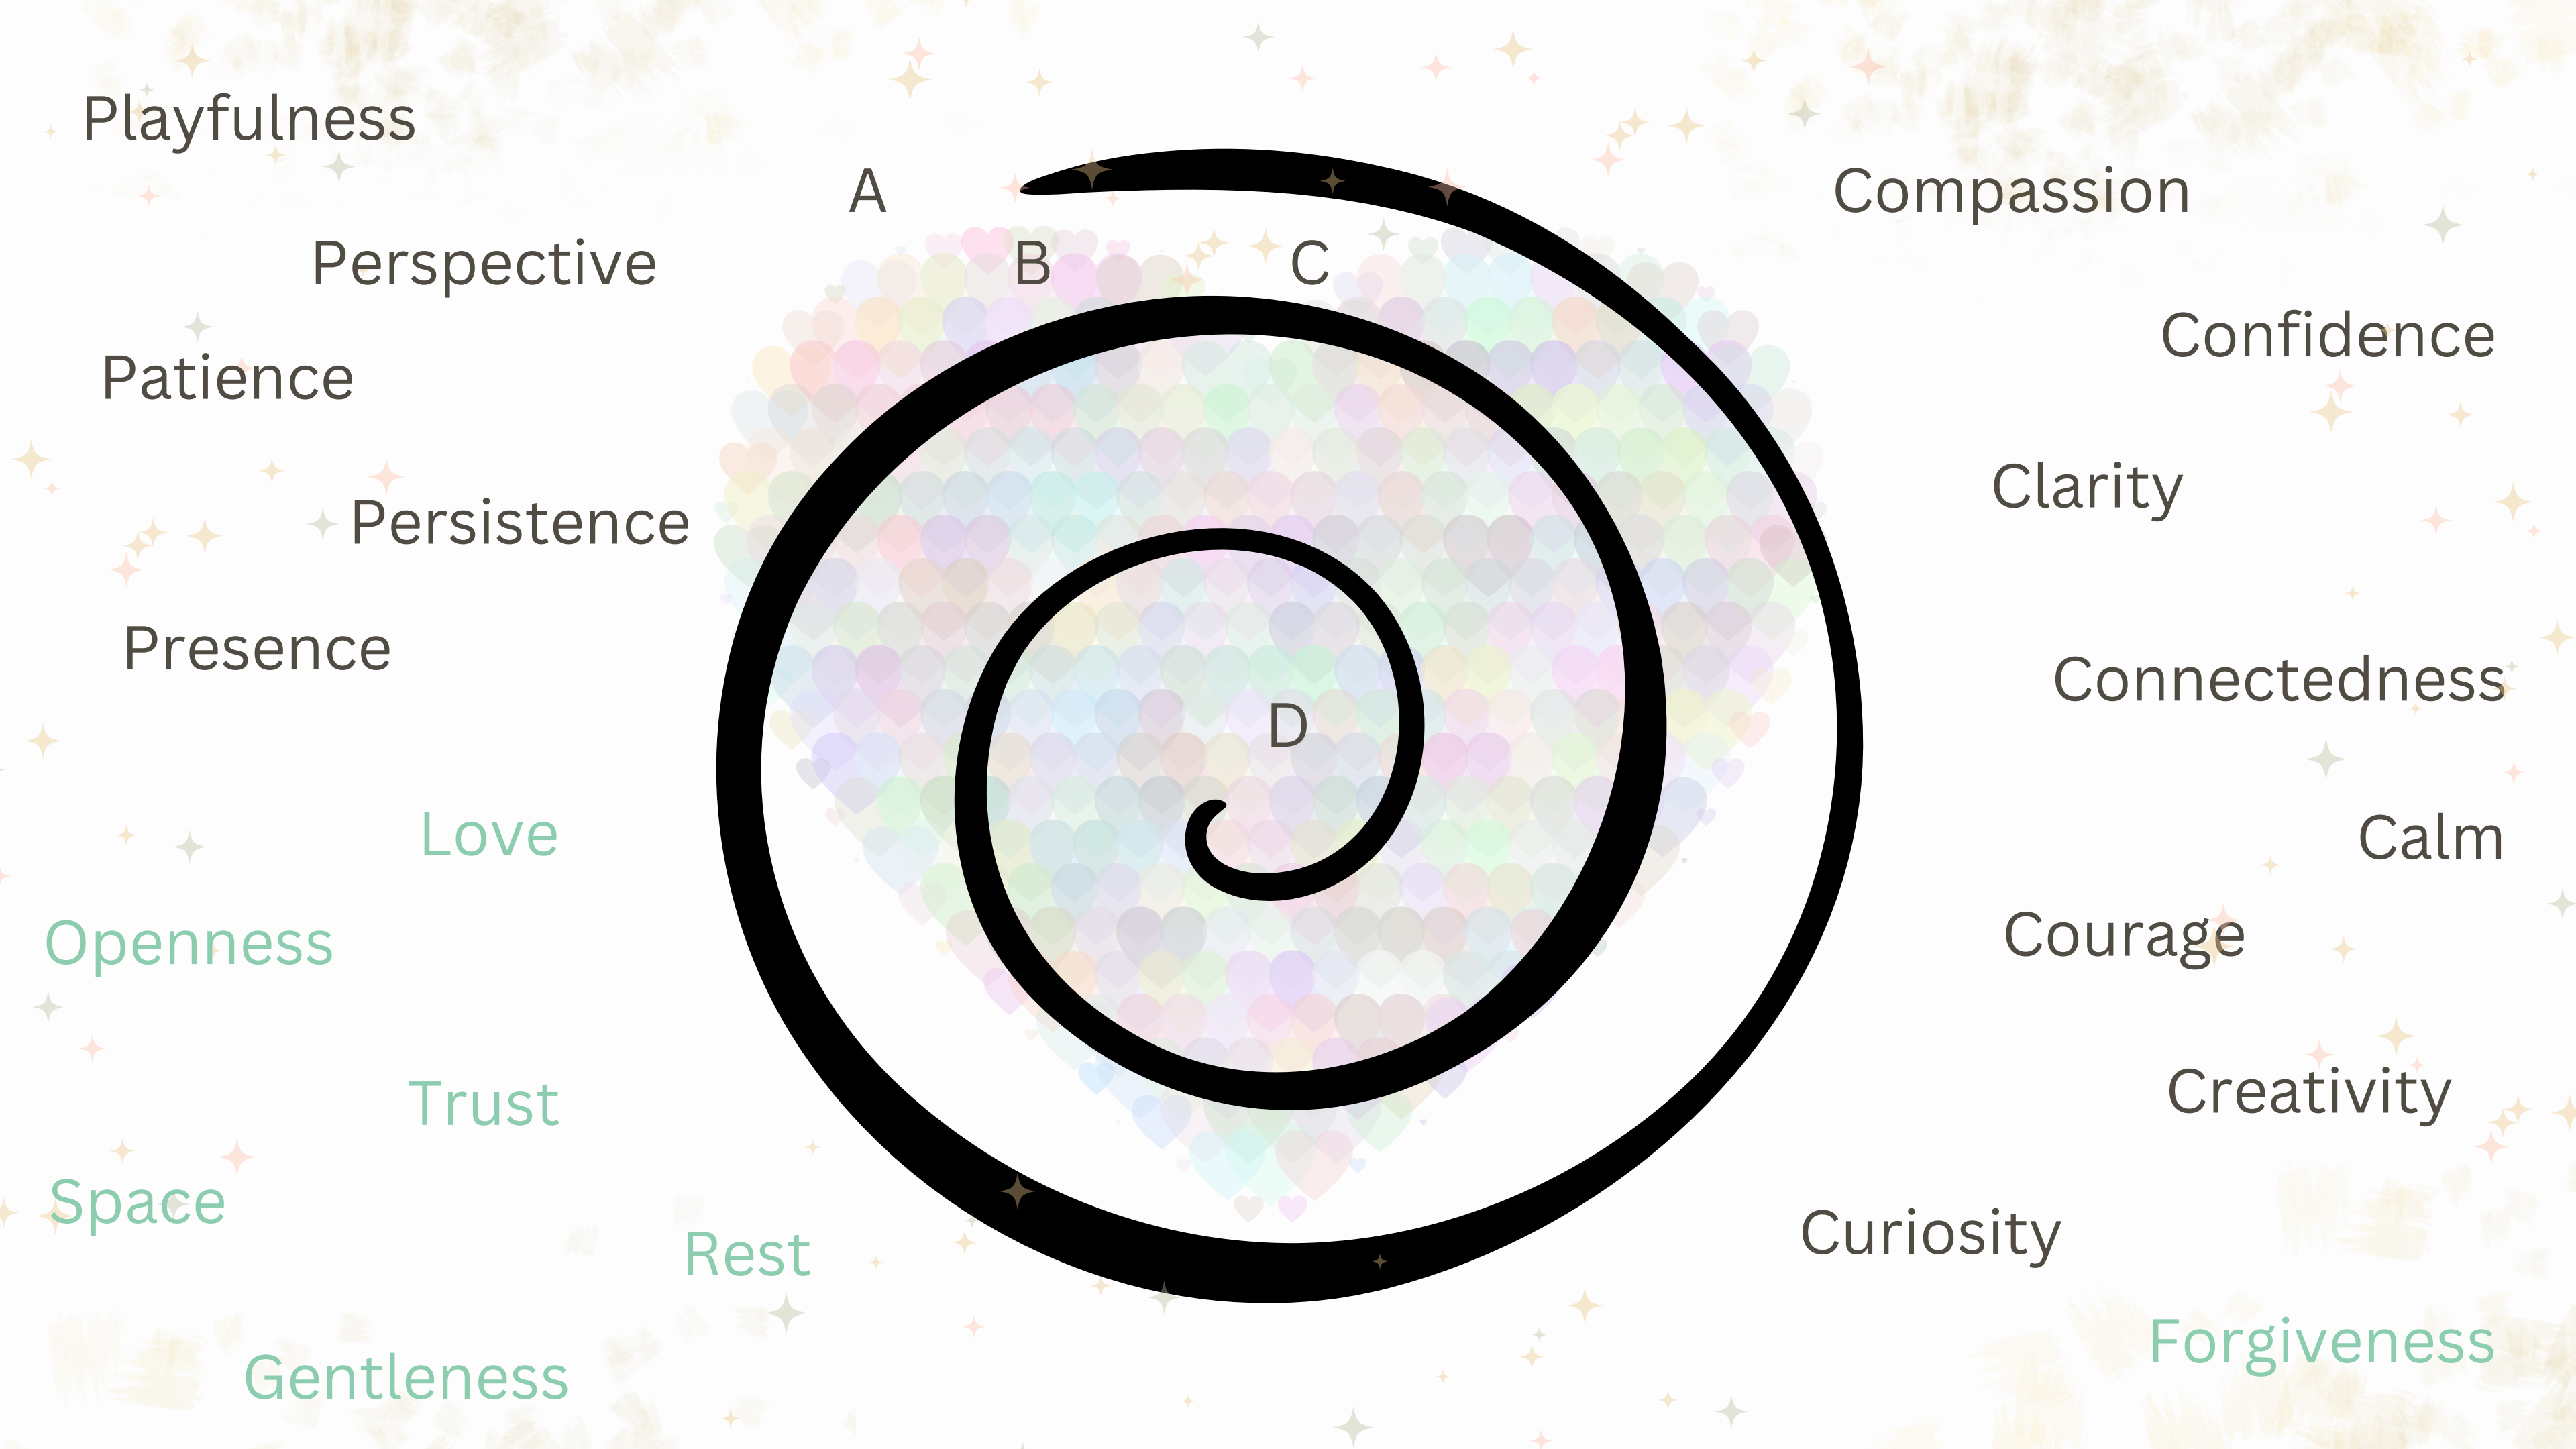 Playfulness
Perspective
Patience
Persistence
Presence
Love
Openness
Trust
Space
Rest
Gentleness
A
B
C
D
Compassion
Confidence
Clarity
Connectedness
Calm
Courage
Creativity
Curiosity
Forgiveness